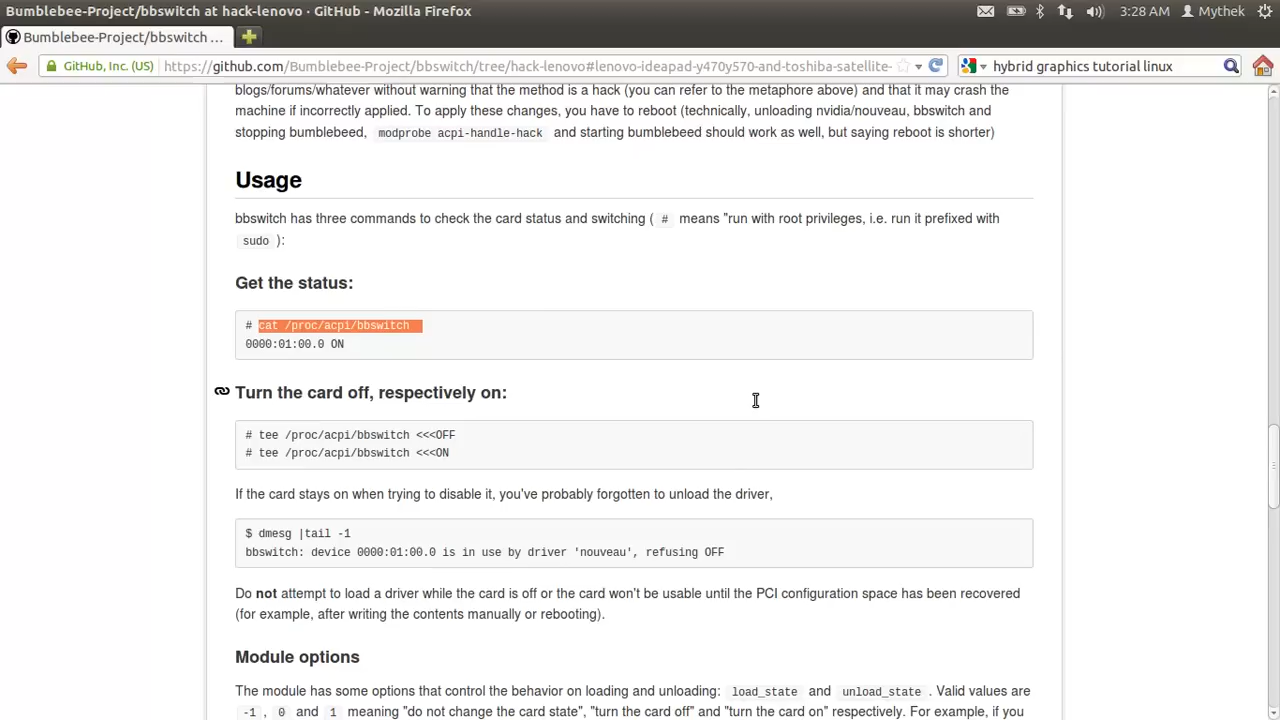 Bumblebee-Project/bbswitch at hack-lenovo · GitHub - Mozilla Firefox
3:28 AM
Mythek
Bumblebee-Project/bbswitch ...
GitHub, Inc. (US)
https://github.com/Bumblebee-Project/bbswitch/tree/hack-lenovo#lenovo-ideapad-y470y570-and-toshiba-satellite-
hybrid graphics tutorial linux
blogs/forums/whatever without warning that the method is a hack (you can refer to the metaphore above) and that it may crash the
machine if incorrectly applied. To apply these changes, you have to reboot (technically, unloading nvidia/nouveau, bbswitch and
stopping bumblebeed, modprobe acpi-handle-hack and starting bumblebeed should work as well, but saying reboot is shorter)
Usage
bbswitch has three commands to check the card status and switching ( # means "run with root privileges, i.e. run it prefixed with
sudo ):
Get the status:
# cat /proc/acpi/bbswitch
0000:01:00.0 ON
Turn the card off, respectively on:
# tee /proc/acpi/bbswitch <<<OFF
# tee /proc/acpi/bbswitch <<<ON
If the card stays on when trying to disable it, you've probably forgotten to unload the driver,
$ dmesg |tail -1
bbswitch: device 0000:01:00.0 is in use by driver 'nouveau', refusing OFF
Do not attempt to load a driver while the card is off or the card won't be usable until the PCI configuration space has been recovered
(for example, after writing the contents manually or rebooting).
Module options
The module has some options that control the behavior on loading and unloading: load_state and unload_state . Valid values are
-1 , 0 and 1 meaning "do not change the card state", "turn the card off" and "turn the card on" respectively. For example, if you